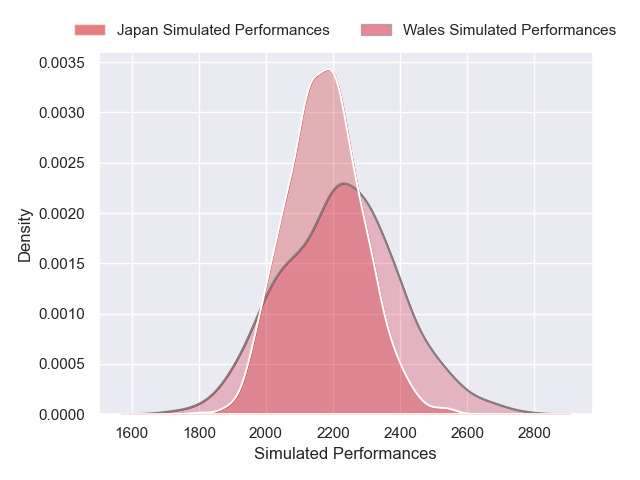 Japan Simulated Performances
Wales Simulated Performances
0.0035
0.0030
0.0025
0.0020
0.0015
0.0010
0.0005
0.0000
Density
1600 1800 2000 2200 2400 2600 2800
Simulated Performances